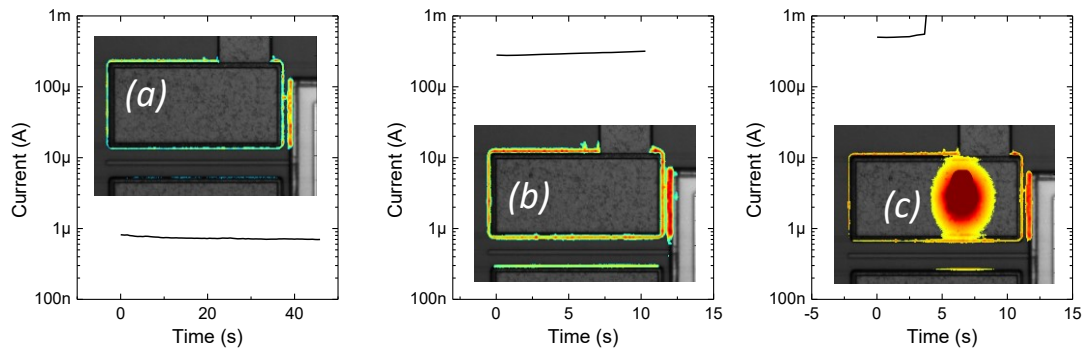 1m
100µ
10µ
1µ
100n
Current (A)
0
20
40
Time (s)
(a)
1m
100µ
10µ
1µ
100n
Current (A)
0
5
10
15
Time (s)
(b)
1m
100µ
10µ
1µ
100n
Current (A)
-5
0
5
10
15
Time (s)
(c)